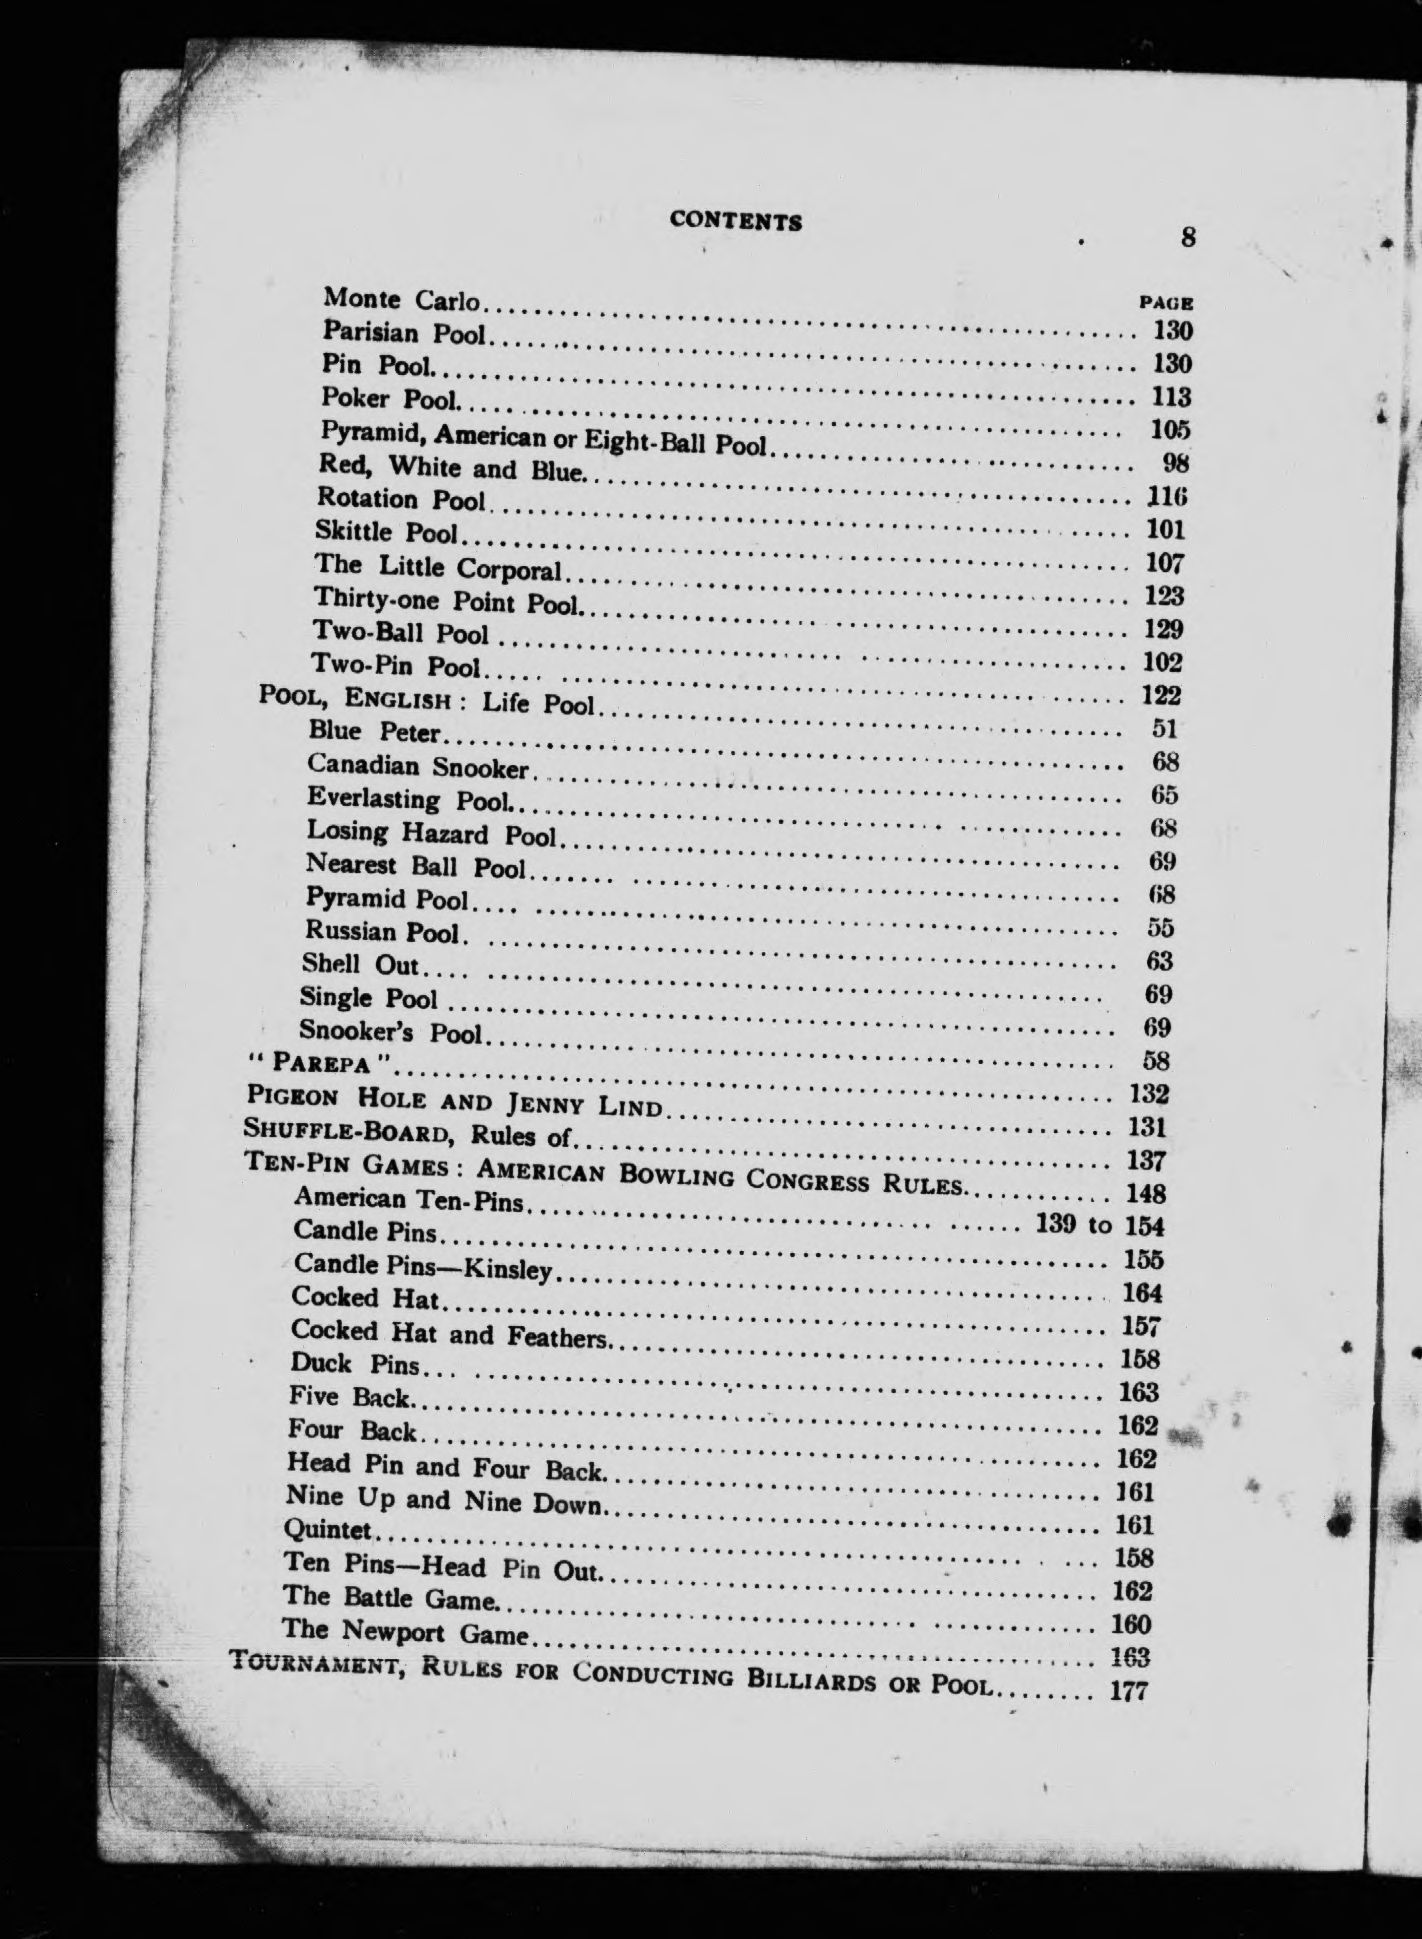 CONTENTS 8
PAGE
Monte Carlo........ 130
Parisian Pool........ 130
Pin Pool........ 113
Poker Pool........ 105
Pyramid, American or Eight-Ball Pool........ 98
Red, White and Blue........ 116
Rotation Pool........ 101
Skittle Pool........ 107
The Little Corporal........ 123
Thirty-one Point Pool........ 129
Two-Ball Pool........ 102
Two-Pin Pool........ 122
POOL, ENGLISH : Life Pool........ 51
Blue Peter........ 68
Canadian Snooker........ 65
Everlasting Pool........ 68
Losing Hazard Pool........ 69
Nearest Ball Pool........ 68
Pyramid Pool........ 55
Russian Pool........ 63
Shell Out........ 69
Single Pool........ 69
Snooker's Pool........ 58
" PAREPA "........ 132
PIGEON HOLE AND JENNY LIND........ 131
SHUFFLE-BOARD, Rules of........ 137
TEN-PIN GAMES : AMERICAN BOWLING CONGRESS RULES........ 148
American Ten-Pins........ 139 to 154
Candle Pins........ 155
Candle Pins—Kinsley........ 164
Cocked Hat........ 157
Cocked Hat and Feathers........ 158
Duck Pins........ 163
Five Back........ 162
Four Back........ 162
Head Pin and Four Back........ 161
Nine Up and Nine Down........ 161
Quintet........ 158
Ten Pins—Head Pin Out........ 162
The Battle Game........ 160
The Newport Game........ 163
TOURNAMENT, RULES FOR CONDUCTING BILLIARDS OR POOL........ 177